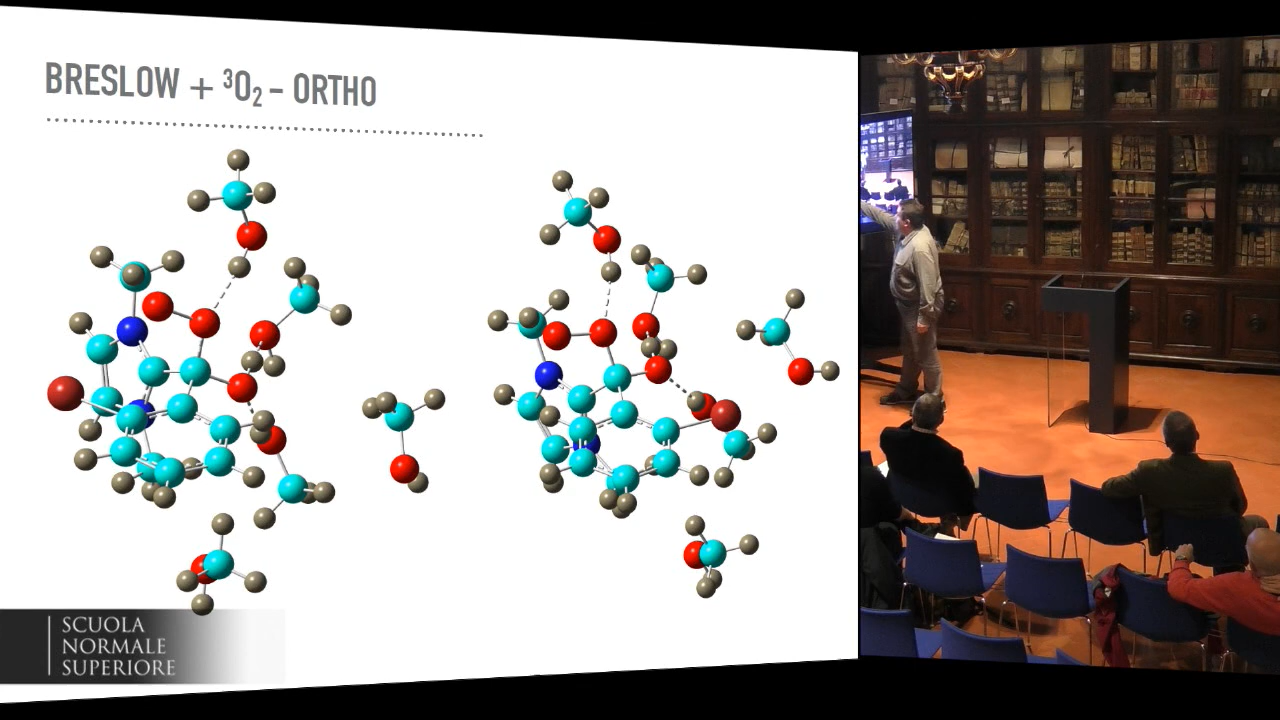 BRESLOW + ³O₂ – ORTHO
SCUOLA
NORMALE
SUPERIORE